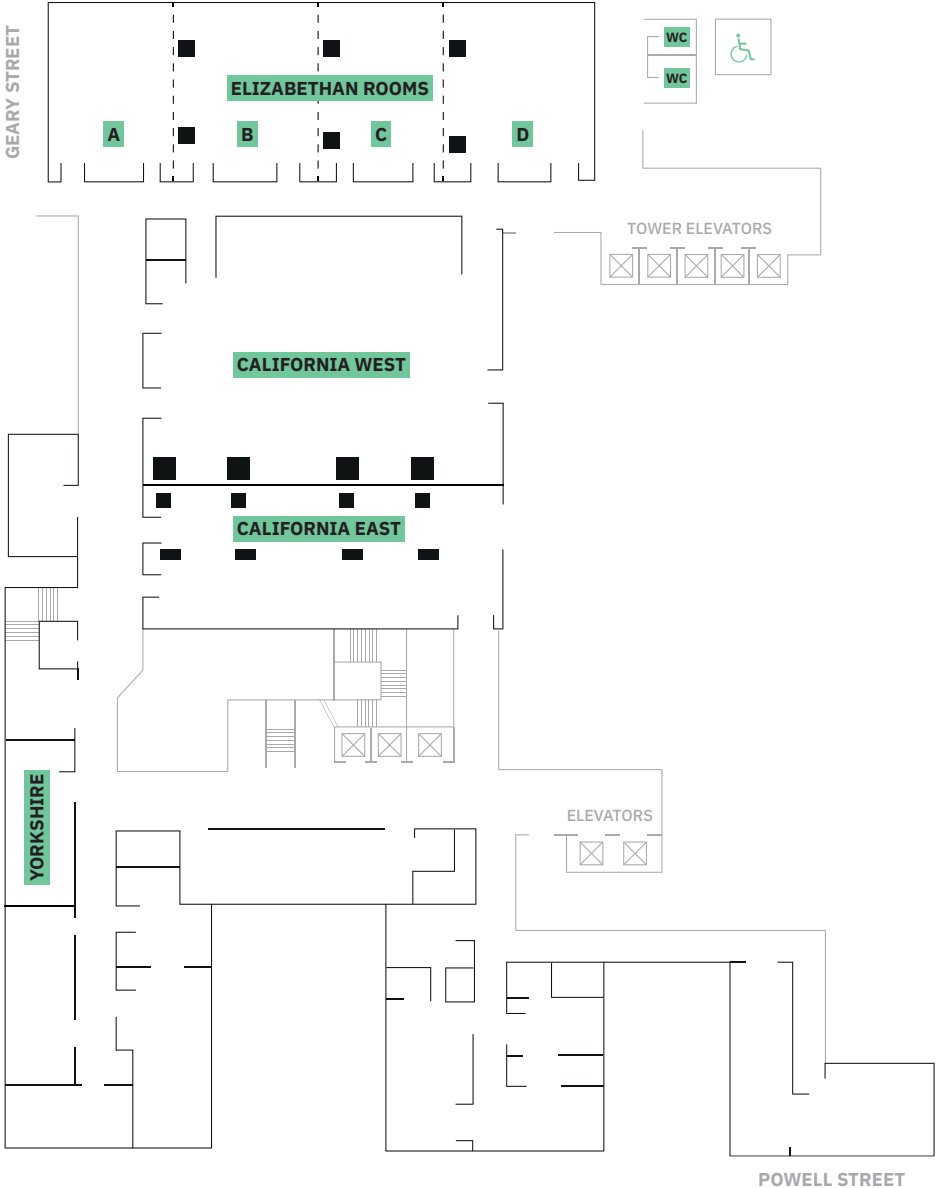 GEARY STREET
WC
WC
ELIZABETHAN ROOMS
A
B
C
D
TOWER ELEVATORS
CALIFORNIA WEST
CALIFORNIA EAST
YORKSHIRE
ELEVATORS
POWELL STREET